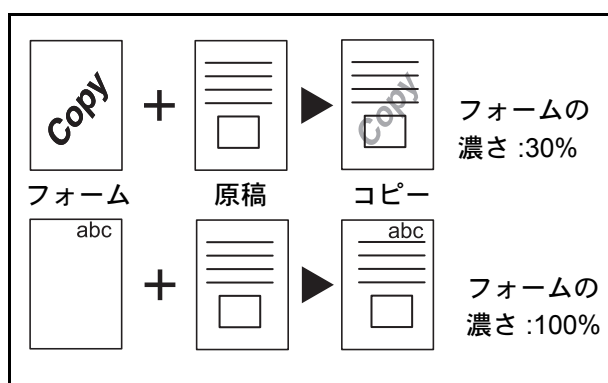 Copy
Copy
フォームの
濃さ :30%
フォーム
原稿
コピー
abc
abc
フォームの
濃さ :100%